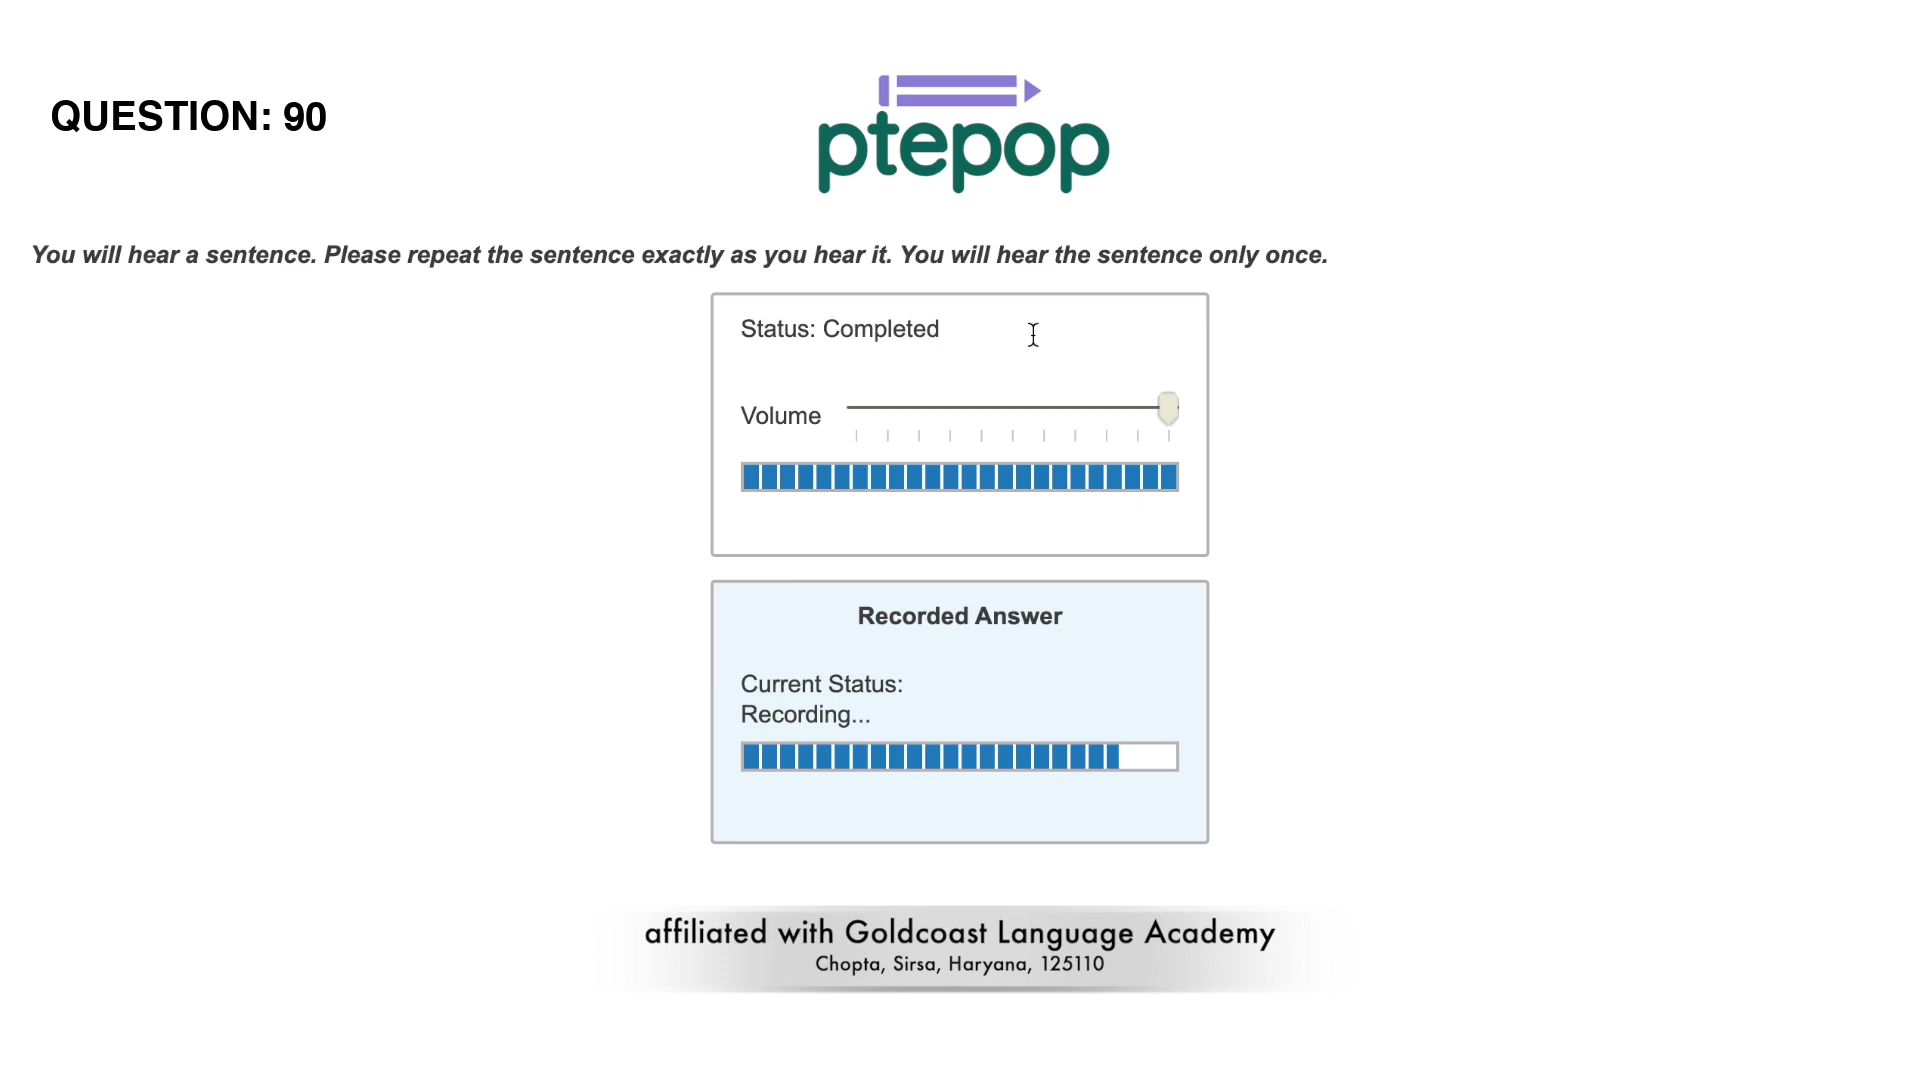 QUESTION: 90
ptepop
You will hear a sentence. Please repeat the sentence exactly as you hear it. You will hear the sentence only once.
Status: Completed
Volume
Recorded Answer
Current Status:
Recording...
affiliated with Goldcoast Language Academy
Chopta, Sirsa, Haryana, 125110